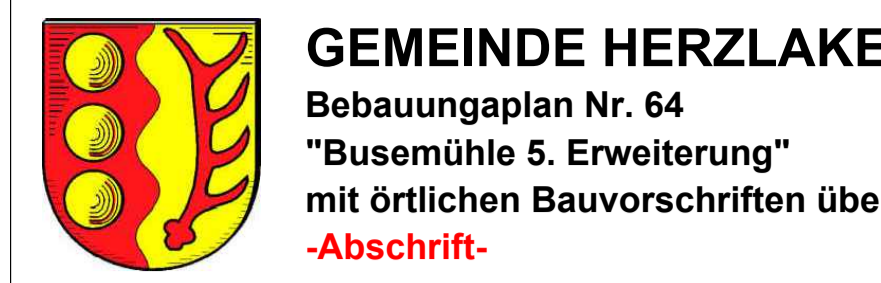 GEMEINDE HERZLAKE
Bebauungaplan Nr. 64
"Busemühle 5. Erweiterung"
mit örtlichen Bauvorschriften übe
-Abschrift-